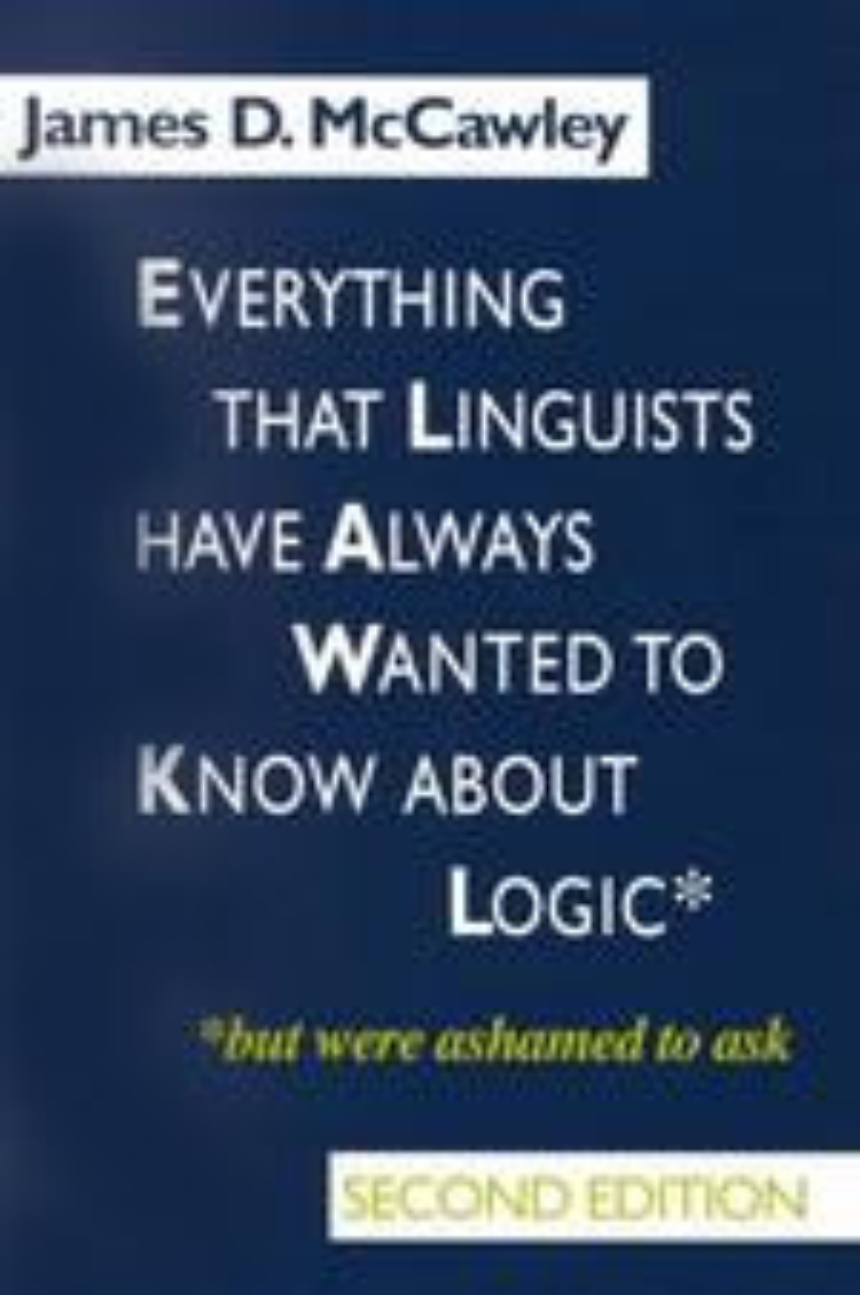 James D. McCawley
EVERYTHING
THAT LINGUISTS
HAVE ALWAYS
WANTED TO
KNOW ABOUT
LOGIC*
*but were ashamed to ask
SECOND EDITION